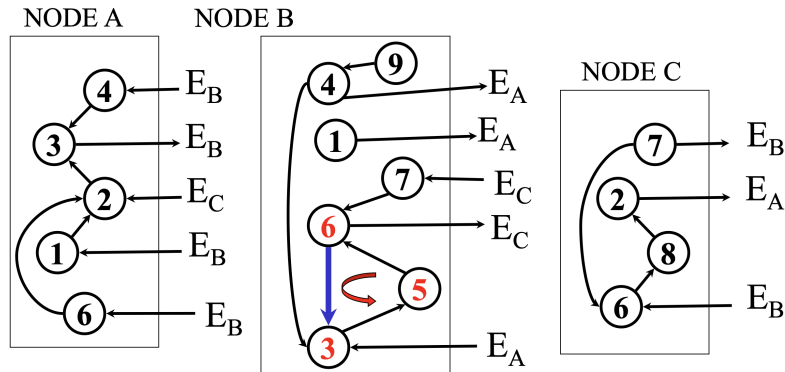 NODE A
4 E_B
3 E_B
2 E_C
1 E_B
6 E_B
NODE B
9
4 E_A
1 E_A
7 E_C
6 E_C
5
3 E_A
NODE C
7 E_B
2 E_A
8
6 E_B